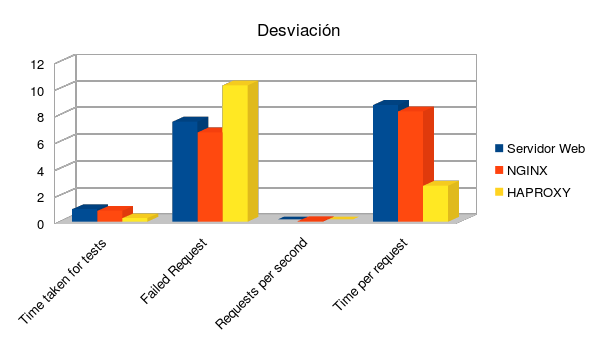 Desviación
12
10
8
6
4
2
0
Time taken for tests
Failed Request
Requests per second
Time per request
Servidor Web
NGINX
HAPROXY